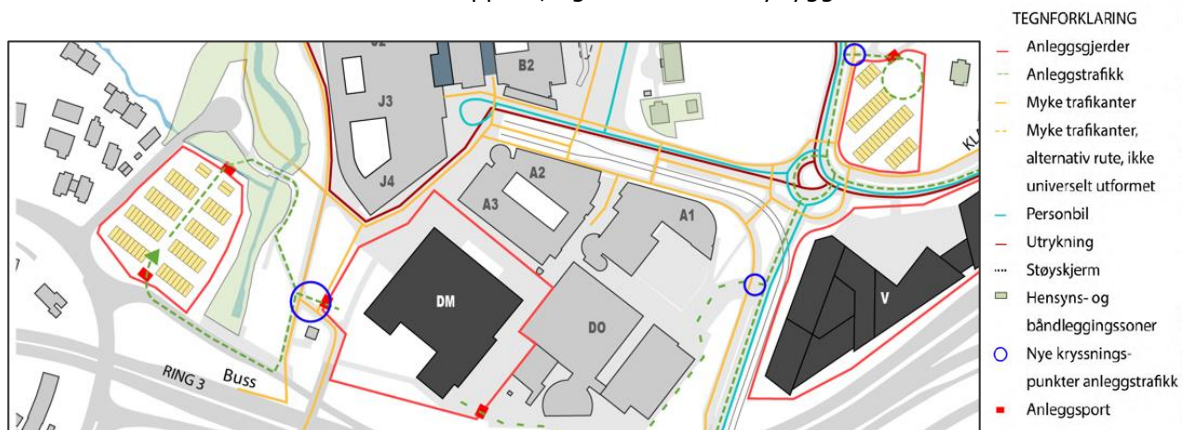 TEGNFORKLARING
Anleggsgjerder
Anleggstrafikk
Myke trafikanter
Myke trafikanter,
alternativ rute, ikke
universelt utformet
Personbil
Utrykning
Støyskjerm
Hensyns- og
båndleggingssoner
Nye kryssnings-
punkter anleggstrafikk
Anleggsport
B2
J3
J4
A2
A3
A1
DM
DO
V
RING 3
Buss